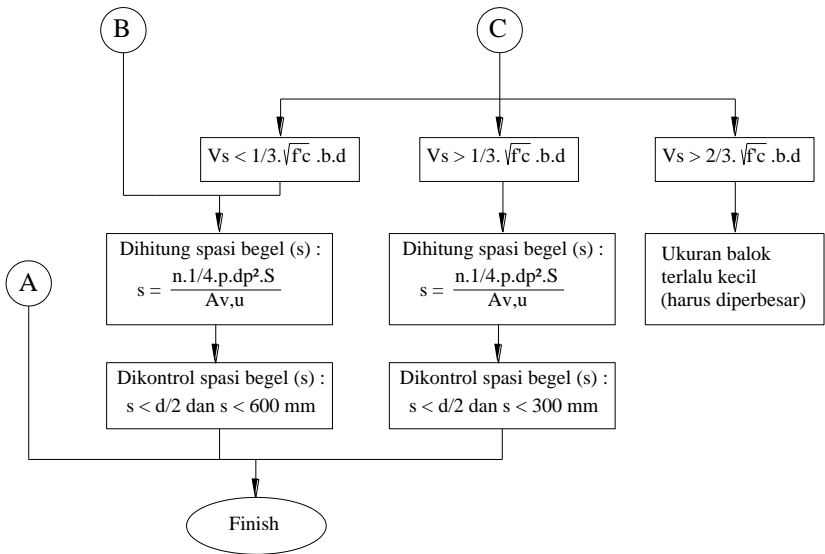 B
C
Vs < 1/3.√f'c .b.d
Vs > 1/3.√f'c .b.d
Vs > 2/3. √f'c .b.d
Dihitung spasi begel (s) :
s = n.1/4.p.dp².S / Av,u
Dihitung spasi begel (s) :
s = n.1/4.p.dp².S / Av,u
Ukuran balok
terlalu kecil
(harus diperbesar)
A
Dikontrol spasi begel (s) :
s < d/2 dan s < 600 mm
Dikontrol spasi begel (s) :
s < d/2 dan s < 300 mm
Finish